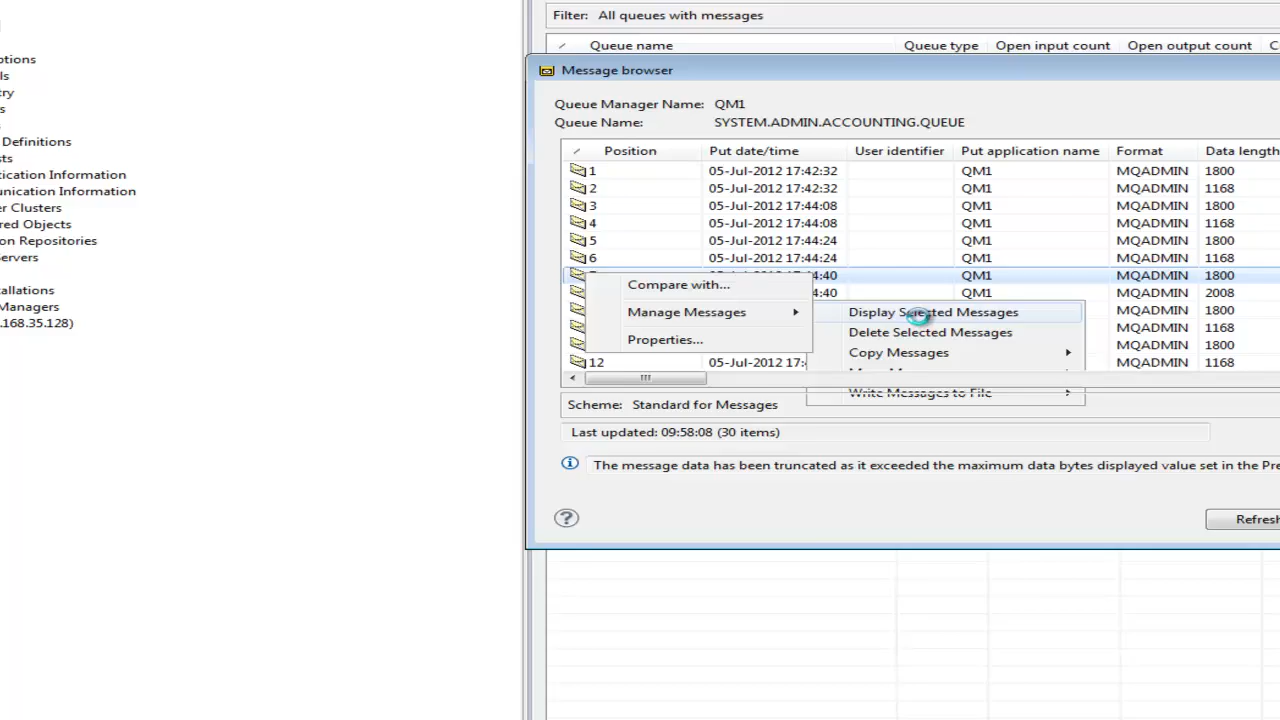 Filter: All queues with messages
Queue name Queue type Open input count Open output count C
ptions
ls
try
s
Definitions
sts
tication Information
unication Information
er Clusters
red Objects
on Repositories
ervers
tallations
Managers
.168.35.128)
Message browser
Queue Manager Name: QM1
Queue Name: SYSTEM.ADMIN.ACCOUNTING.QUEUE
Position Put date/time User identifier Put application name Format Data length
1 05-Jul-2012 17:42:32 QM1 MQADMIN 1800
2 05-Jul-2012 17:42:32 QM1 MQADMIN 1168
3 05-Jul-2012 17:44:08 QM1 MQADMIN 1800
4 05-Jul-2012 17:44:08 QM1 MQADMIN 1168
5 05-Jul-2012 17:44:24 QM1 MQADMIN 1800
6 05-Jul-2012 17:44:24 QM1 MQADMIN 1168
4:40 QM1 MQADMIN 1800
4:40 QM1 MQADMIN 2008
MQADMIN 1800
MQADMIN 1168
MQADMIN 1800
12 05-Jul-2012 17: MQADMIN 1168
Compare with...
Manage Messages
Properties...
Display Selected Messages
Delete Selected Messages
Copy Messages
Write Messages to File
Scheme: Standard for Messages
Last updated: 09:58:08 (30 items)
The message data has been truncated as it exceeded the maximum data bytes displayed value set in the Pre
?
Refresh